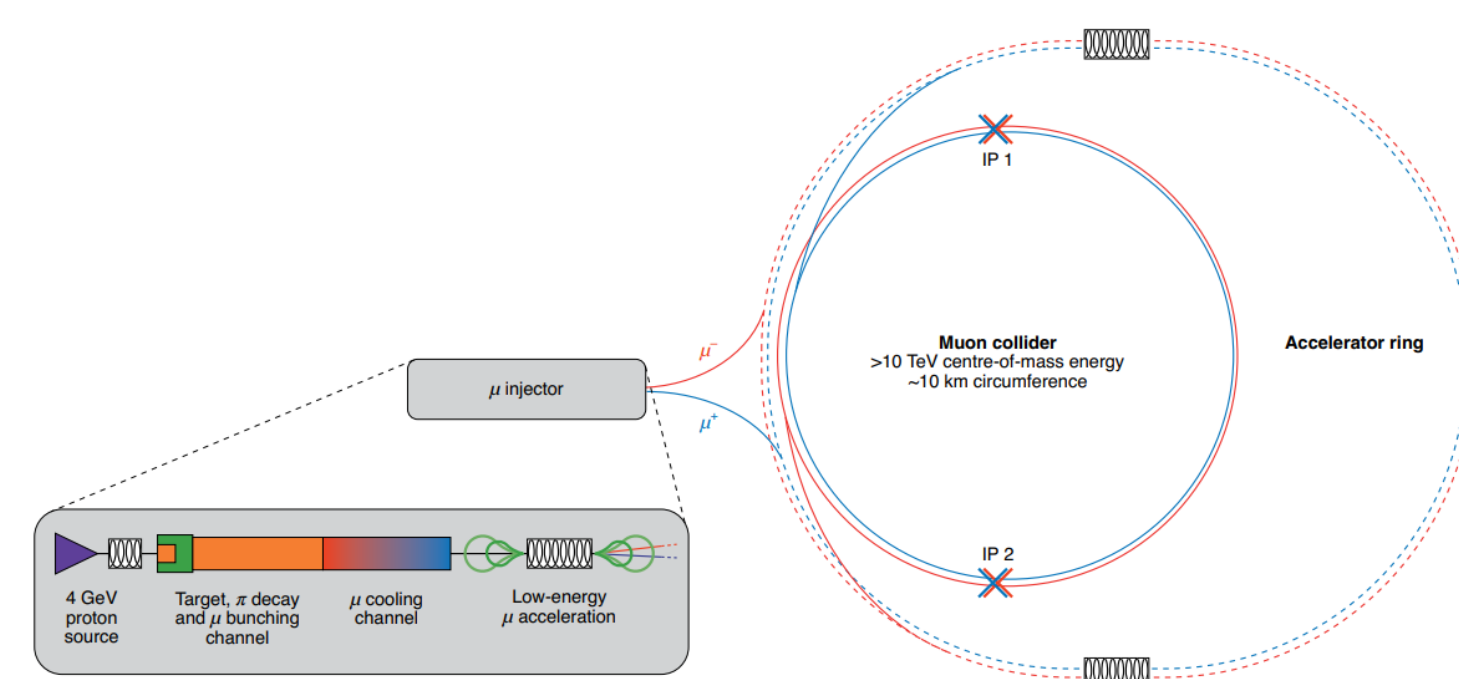 IP 1
Muon collider
>10 TeV centre-of-mass energy
~10 km circumference
Accelerator ring
μ⁻
μ injector
μ⁺
IP 2
4 GeV
proton
source
Target, π decay
and μ bunching
channel
μ cooling
channel
Low-energy
μ acceleration